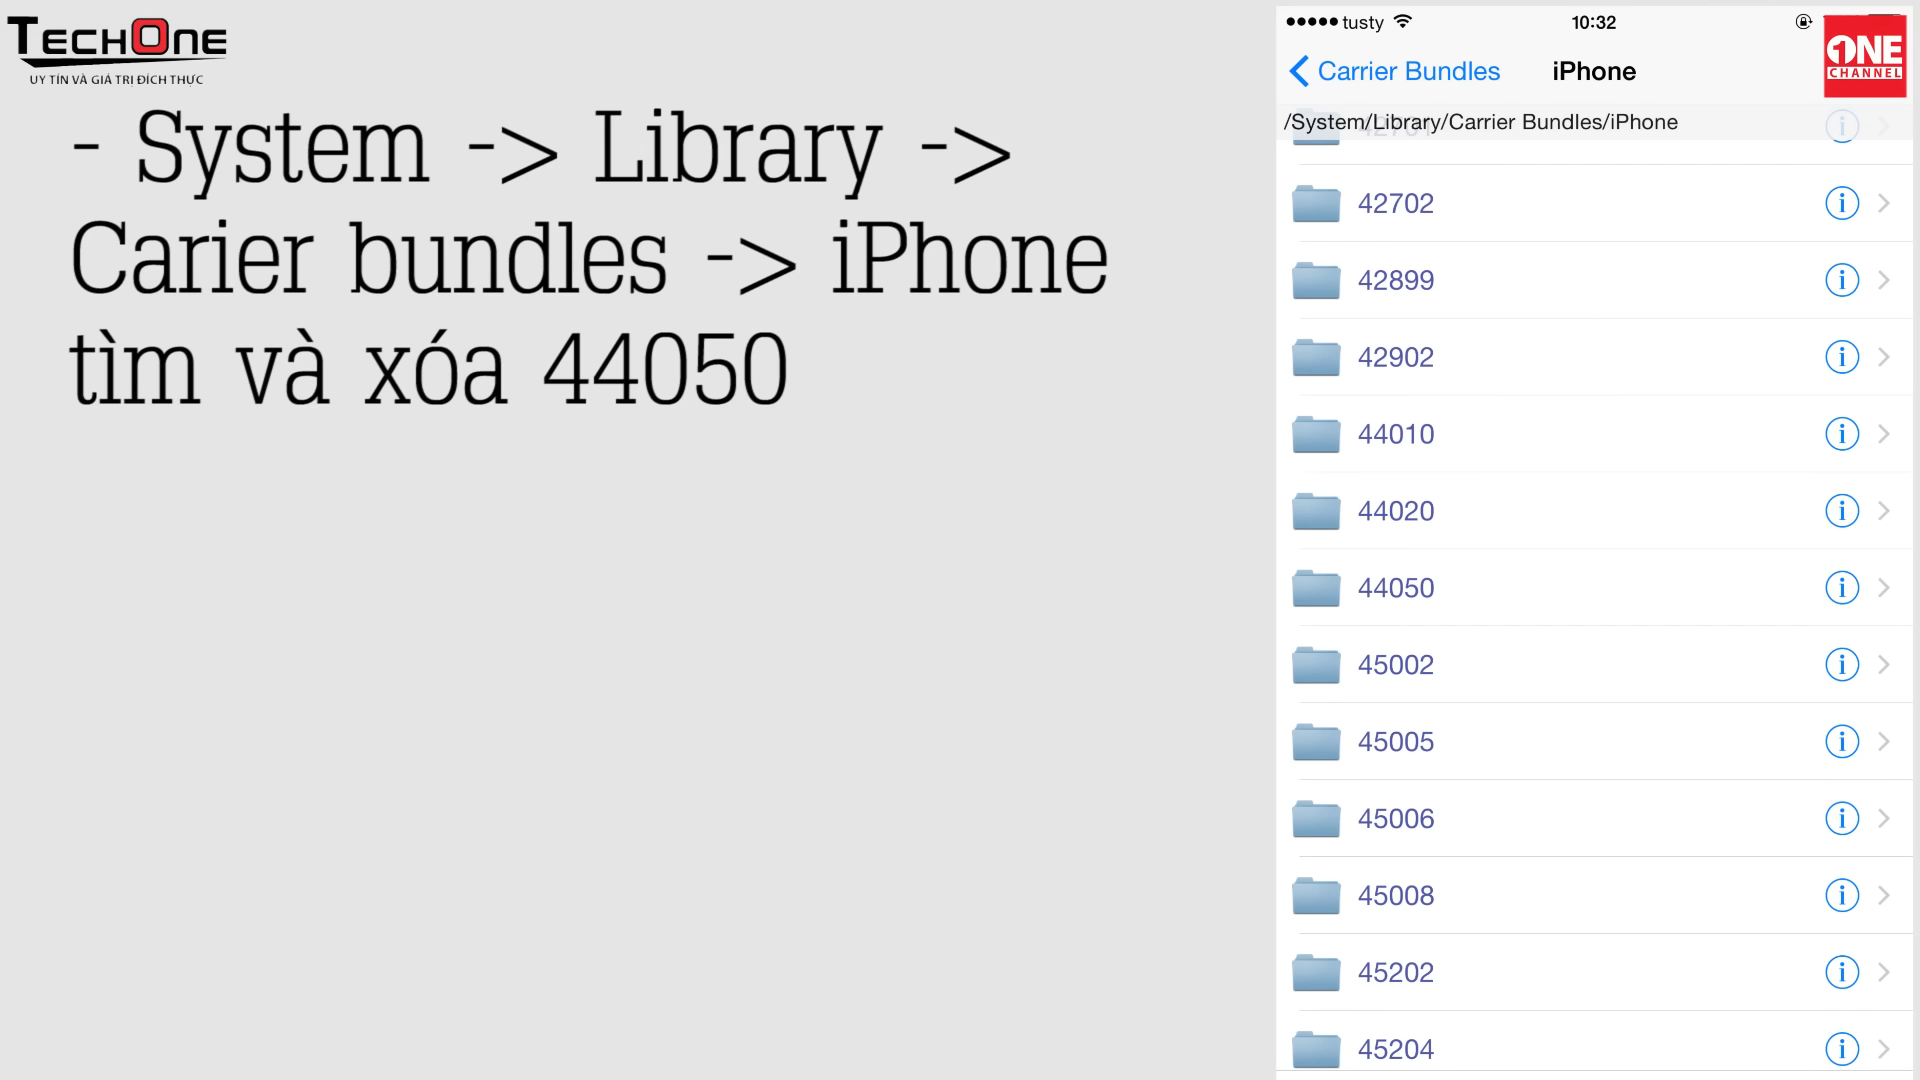 TECHONE
UY TÍN VÀ GIÁ TRỊ ĐÍCH THỰC
- System -> Library ->
Carier bundles -> iPhone
tìm và xóa 44050
tusty
10:32
Carrier Bundles
iPhone
ONE
CHANNEL
/System/Library/Carrier Bundles/iPhone
42702
42899
42902
44010
44020
44050
45002
45005
45006
45008
45202
45204